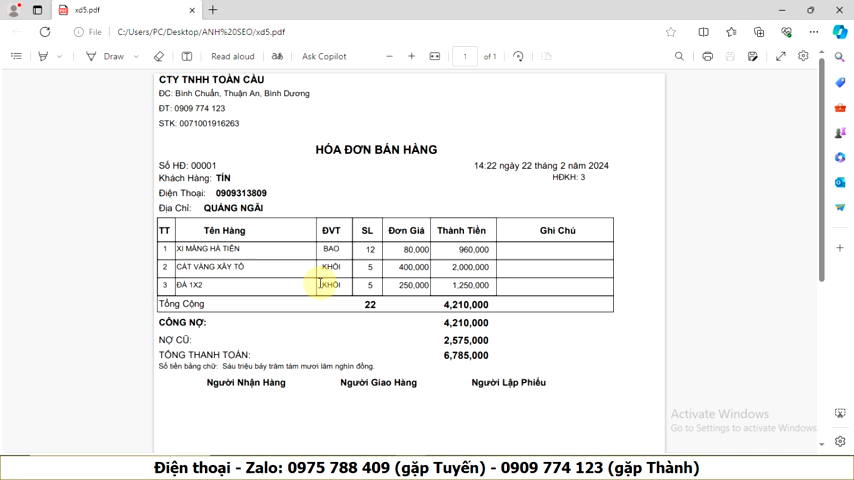 xd5.pdf
File C:/Users/PC/Desktop/ANH%20SEO/xd5.pdf
Draw Read aloud Ask Copilot 1 of 1
CTY TNHH TOÀN CẦU
ĐC: Bình Chuẩn, Thuận An, Bình Dương
ĐT: 0909 774 123
STK: 0071001916263
HÓA ĐƠN BÁN HÀNG
Số HĐ: 00001 14:22 ngày 22 tháng 2 năm 2024
Khách Hàng: TÍN HĐKH: 3
Điện Thoại: 0909313809
Địa Chỉ: QUẢNG NGÃI
TT Tên Hàng ĐVT SL Đơn Giá Thành Tiền Ghi Chú
1 XI MĂNG HÀ TIÊN BAO 12 80,000 960,000
2 CÁT VÀNG XÂY TÔ KHỐI 5 400,000 2,000,000
3 ĐÁ 1X2 KHỐI 5 250,000 1,250,000
Tổng Cộng 22 4,210,000
CÔNG NỢ: 4,210,000
NỢ CŨ: 2,575,000
TỔNG THANH TOÁN: 6,785,000
Số tiền bằng chữ: Sáu triệu bảy trăm tám mươi lăm nghìn đồng.
Người Nhận Hàng Người Giao Hàng Người Lập Phiếu
Activate Windows
Go to Settings to activate Windows
Điện thoại - Zalo: 0975 788 409 (gặp Tuyến) - 0909 774 123 (gặp Thành)